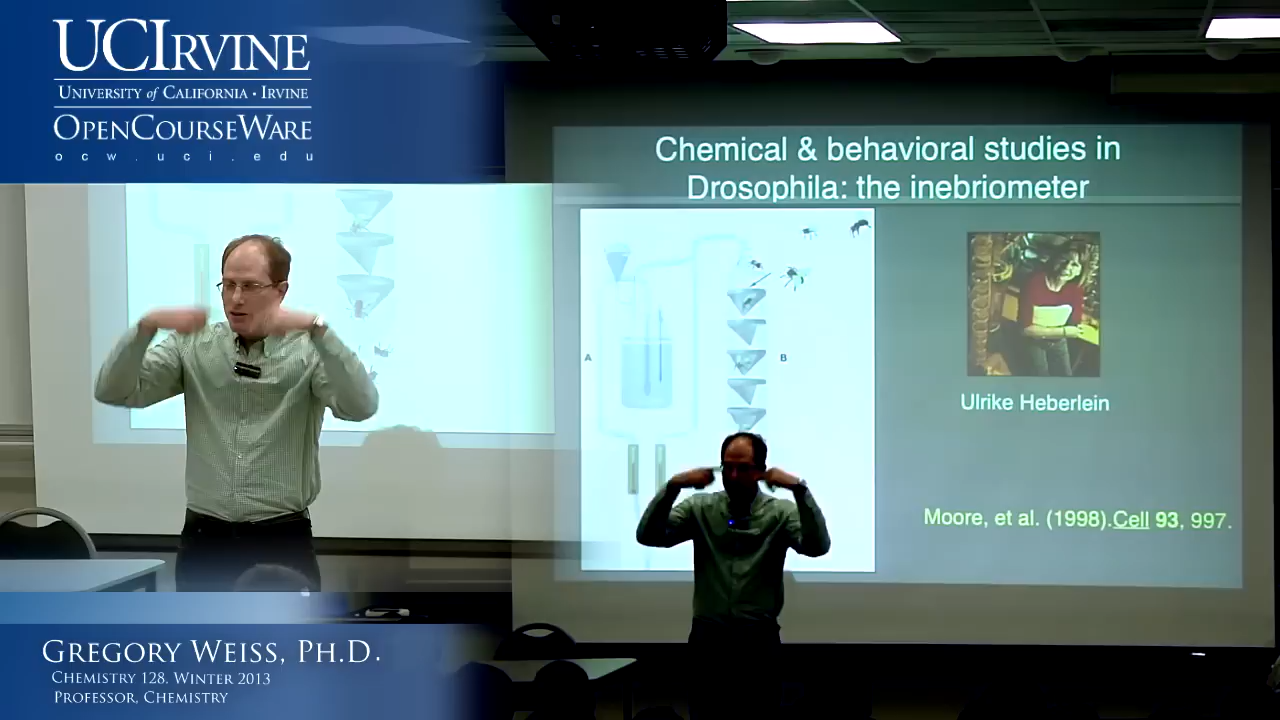 UCIRVINE
UNIVERSITY of CALIFORNIA • IRVINE
OPENCOURSEWARE
ocw.uci.edu
Chemical & behavioral studies in
Drosophila: the inebriometer
A
B
Ulrike Heberlein
Moore, et al. (1998).Cell 93, 997.
GREGORY WEISS, PH.D.
CHEMISTRY 128, WINTER 2013
PROFESSOR, CHEMISTRY